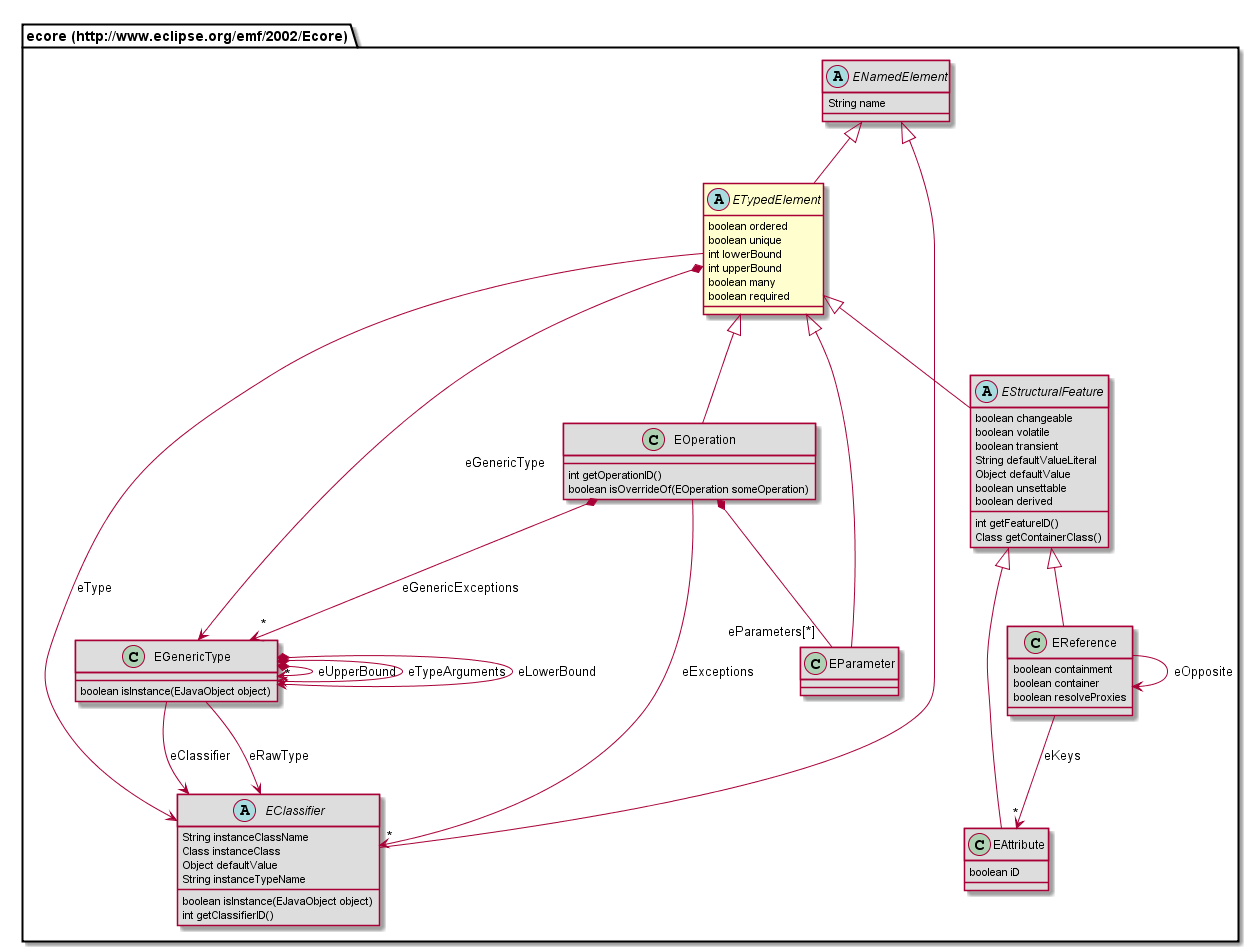 ecore (http://www.eclipse.org/emf/2002/Ecore)
A ENamedElement
String name
A ETypedElement
boolean ordered
boolean unique
int lowerBound
int upperBound
boolean many
boolean required
A EStructuralFeature
boolean changeable
boolean volatile
boolean transient
String defaultValueLiteral
Object defaultValue
boolean unsettable
boolean derived
int getFeatureID()
Class getContainerClass()
C EOperation
int getOperationID()
boolean isOverrideOf(EOperation someOperation)
eGenericType
eType
eGenericExceptions
*
eParameters[*]
eExceptions
C EGenericType
boolean isInstance(EJavaObject object)
*
eUpperBound
eTypeArguments
eLowerBound
C EParameter
C EReference
boolean containment
boolean container
boolean resolveProxies
eOpposite
eClassifier
eRawType
eKeys
*
A EClassifier
String instanceClassName
Class instanceClass
Object defaultValue
String instanceTypeName
boolean isInstance(EJavaObject object)
int getClassifierID()
*
C EAttribute
boolean iD